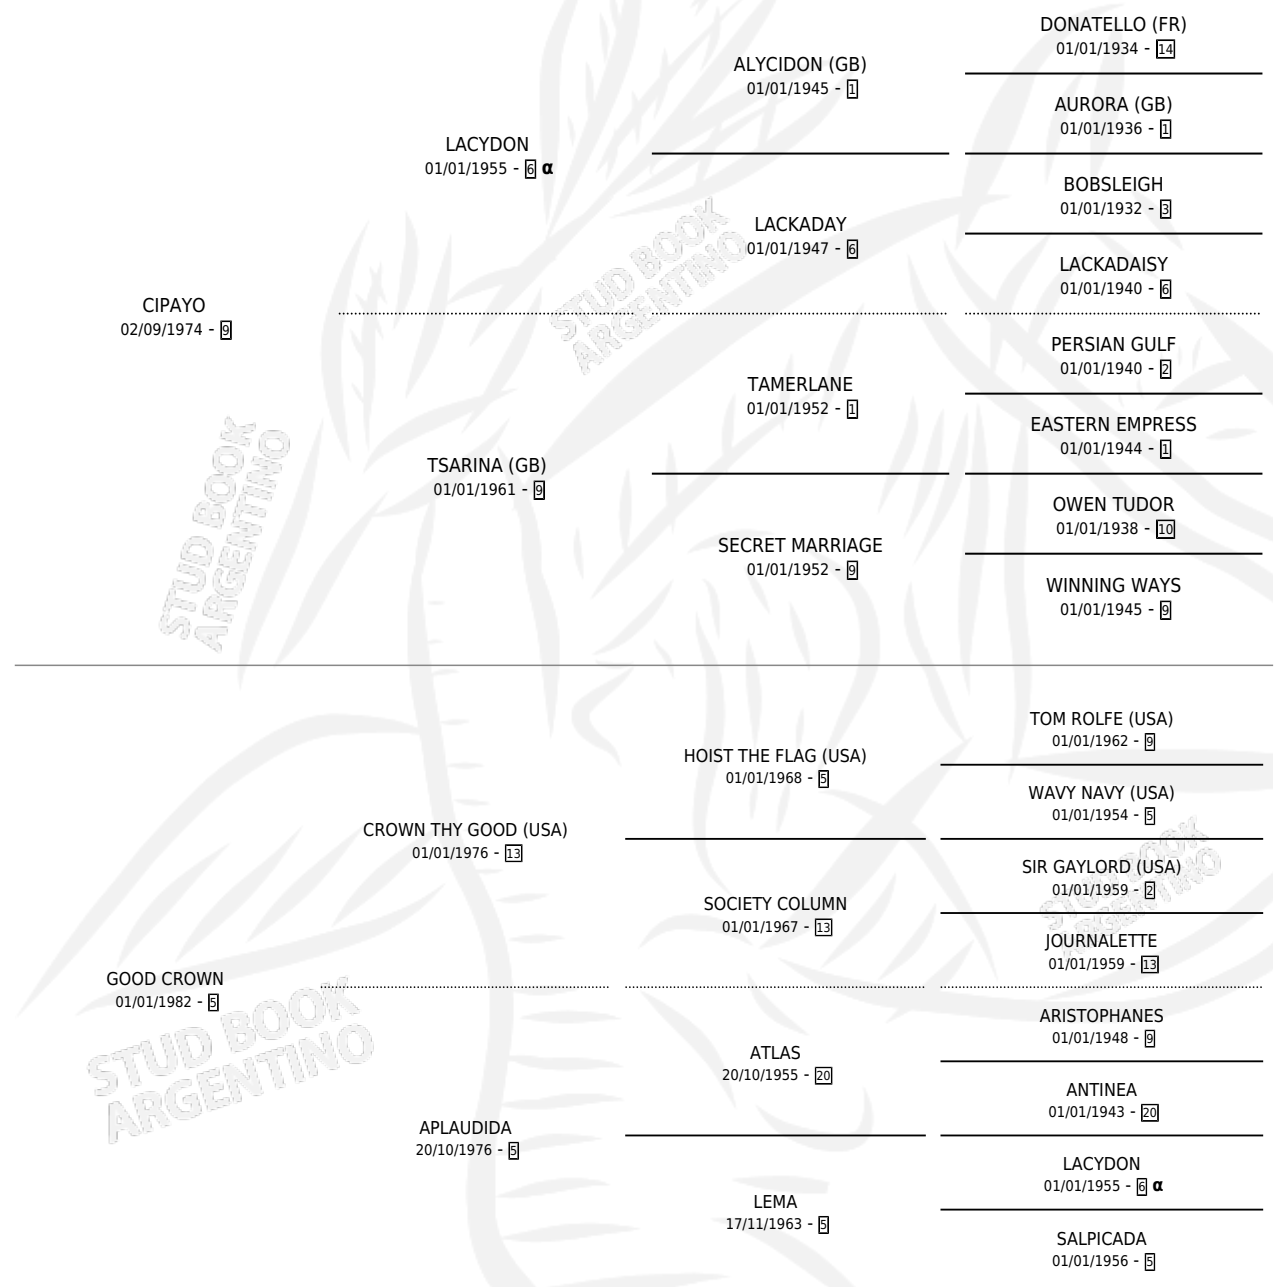 DONATELLO (FR)
01/01/1934 - 14
ALYCIDON (GB)
01/01/1945 - 1
AURORA (GB)
01/01/1936 - 1
LACYDON
01/01/1955 - 6 α
BOBSLEIGH
01/01/1932 - 3
LACKADAY
01/01/1947 - 6
LACKADAISY
01/01/1940 - 6
CIPAYO
02/09/1974 - 9
PERSIAN GULF
01/01/1940 - 2
TAMERLANE
01/01/1952 - 1
EASTERN EMPRESS
01/01/1944 - 1
TSARINA (GB)
01/01/1961 - 9
OWEN TUDOR
01/01/1938 - 10
SECRET MARRIAGE
01/01/1952 - 9
WINNING WAYS
01/01/1945 - 9
STUD BOOK
ARGENTINO
STUD BOOK
ARGENTINO
TOM ROLFE (USA)
01/01/1962 - 9
HOIST THE FLAG (USA)
01/01/1968 - 5
WAVY NAVY (USA)
01/01/1954 - 5
CROWN THY GOOD (USA)
01/01/1976 - 13
SIR GAYLORD (USA)
01/01/1959 - 2
SOCIETY COLUMN
01/01/1967 - 13
JOURNALETTE
01/01/1959 - 13
STUD BOOK
ARGENTINO
GOOD CROWN
01/01/1982 - 5
ARISTOPHANES
01/01/1948 - 9
ATLAS
20/10/1955 - 20
ANTINEA
01/01/1943 - 20
APLAUDIDA
20/10/1976 - 5
LACYDON
01/01/1955 - 6 α
LEMA
17/11/1963 - 5
SALPICADA
01/01/1956 - 5
STUD BOOK
ARGENTINO